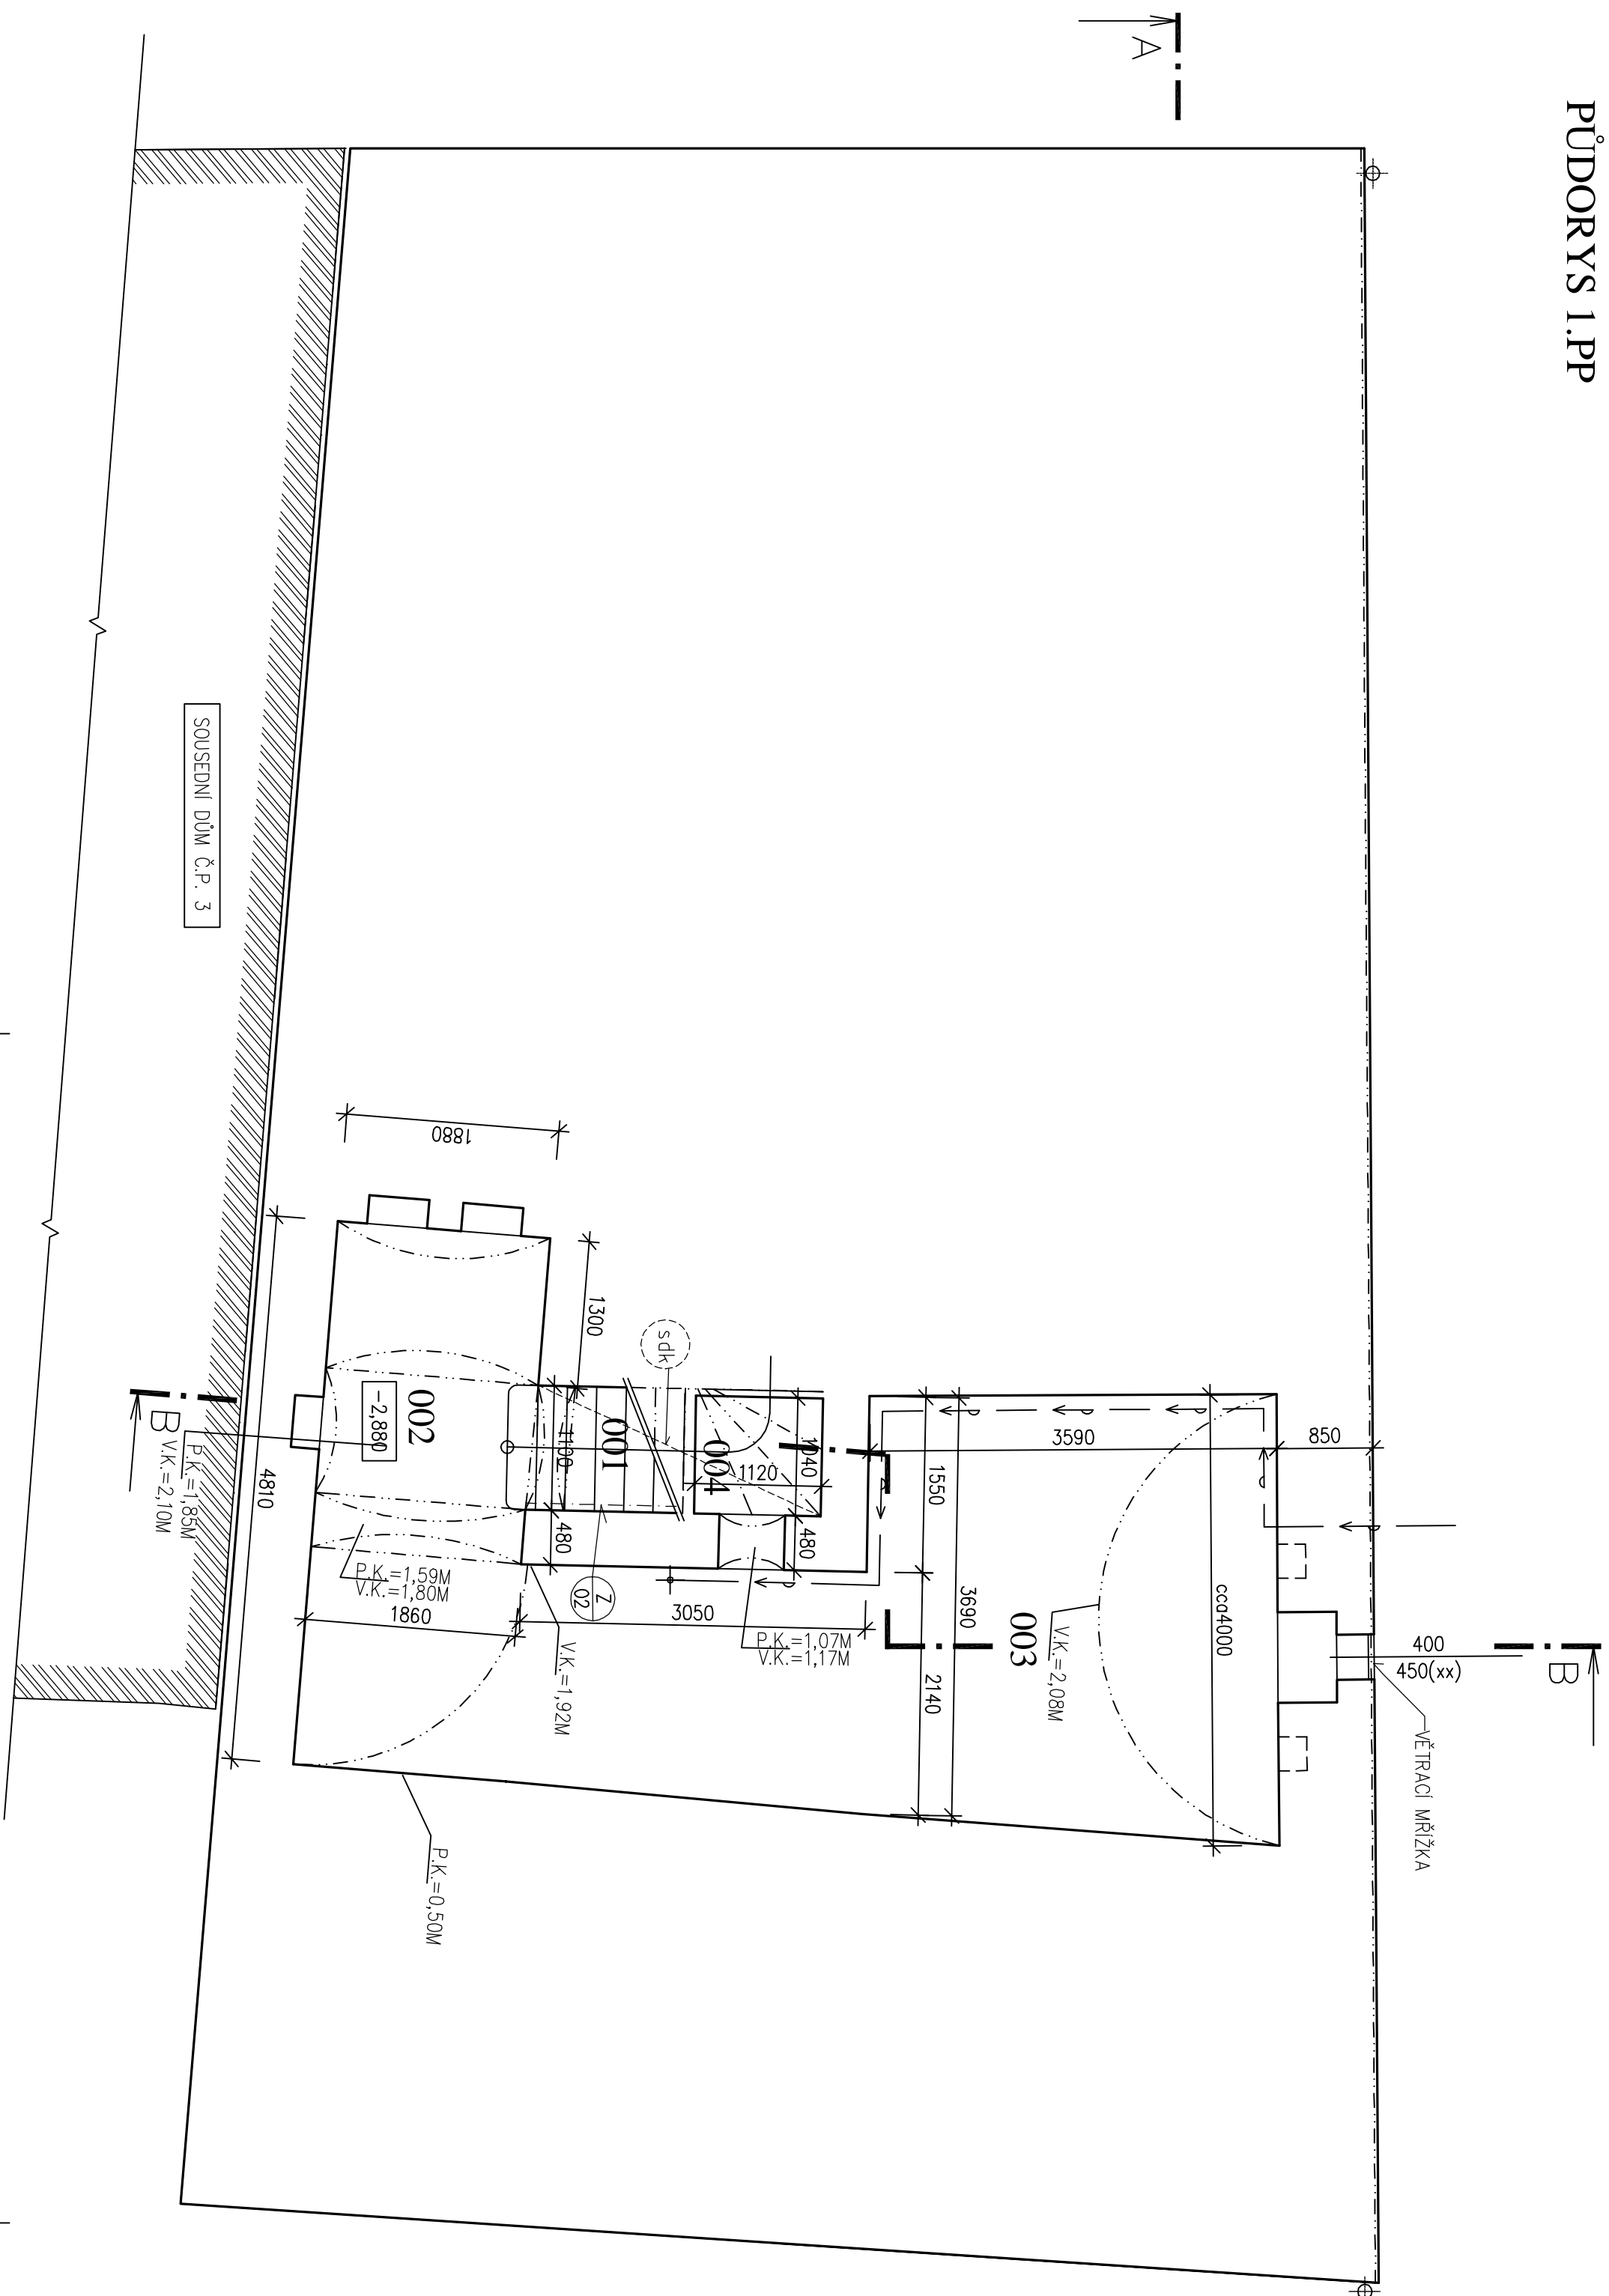 PŮDORYS 1.PP
A
SOUSEDNÍ DŮM Č.P. 3
1880
1300
sdk
002
-2,880
001
1100
004
1120
1040
480
480
Z
02
B
P.K.=1,85M
V.K.=2,10M
4810
P.K.=1,59M
V.K.=1,80M
1860
3050
V.K.=1,92M
P.K.=1,07M
V.K.=1,17M
P.K.=0,50M
3590
850
1550
3690
2140
003
V.K.=2,08M
cca4000
400
450(xx)
B
VĚTRACÍ MŘÍŽKA